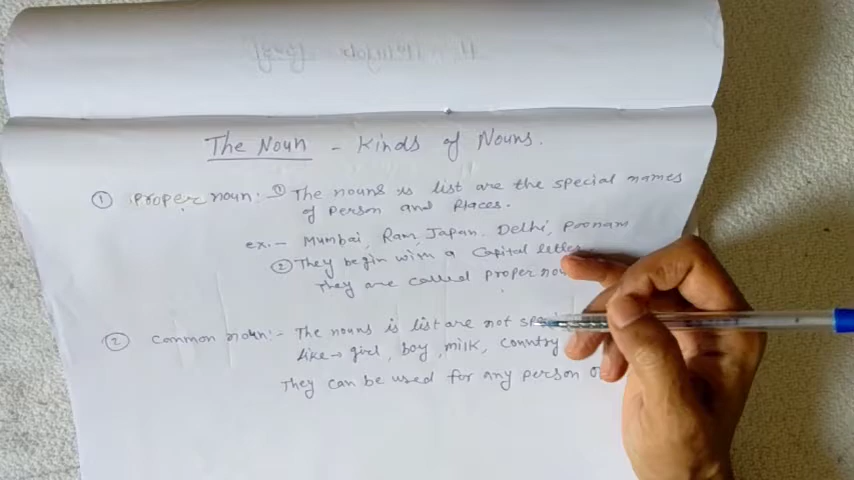 The Noun - Kinds of Nouns.
① Proper noun:- ① The nouns is list are the special names
of person and Places.
ex.- Mumbai, Ram, Japan. Delhi, Poonam
② They begin with a Capital letter.
They are called proper
② Common noun:- The nouns is list are not
like → girl, boy, milk, country
They can be used for any person